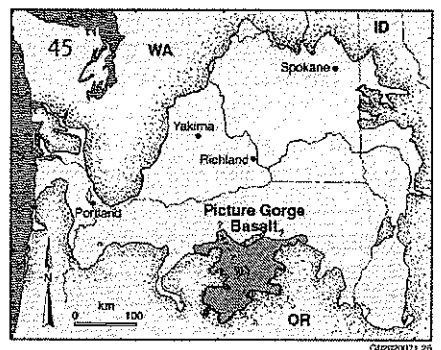 45
WA
ID
Spokane
Yakima
Richland
Portland
Picture Gorge
Basalt
N
km
0 100
OR